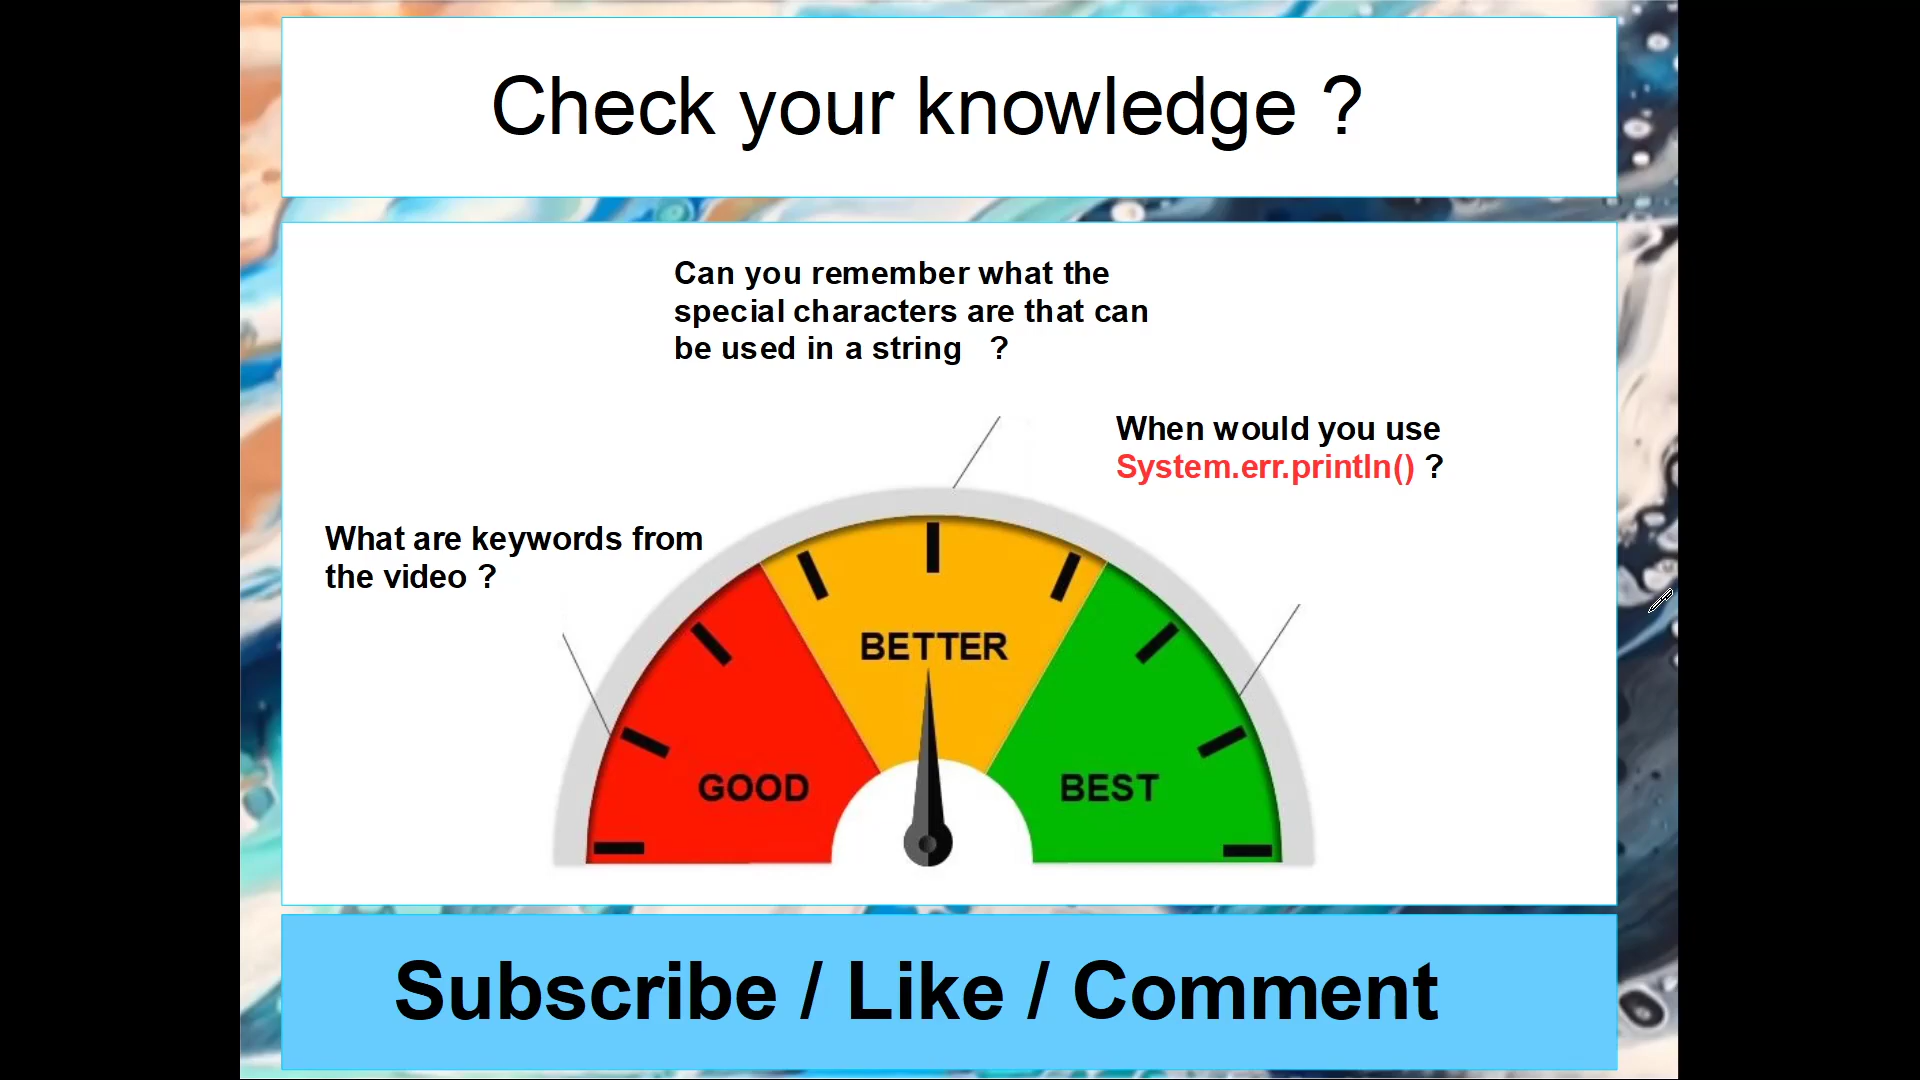 Check your knowledge ?
Can you remember what the
special characters are that can
be used in a string ?
When would you use
System.err.println() ?
What are keywords from
the video ?
BETTER
GOOD
BEST
Subscribe / Like / Comment